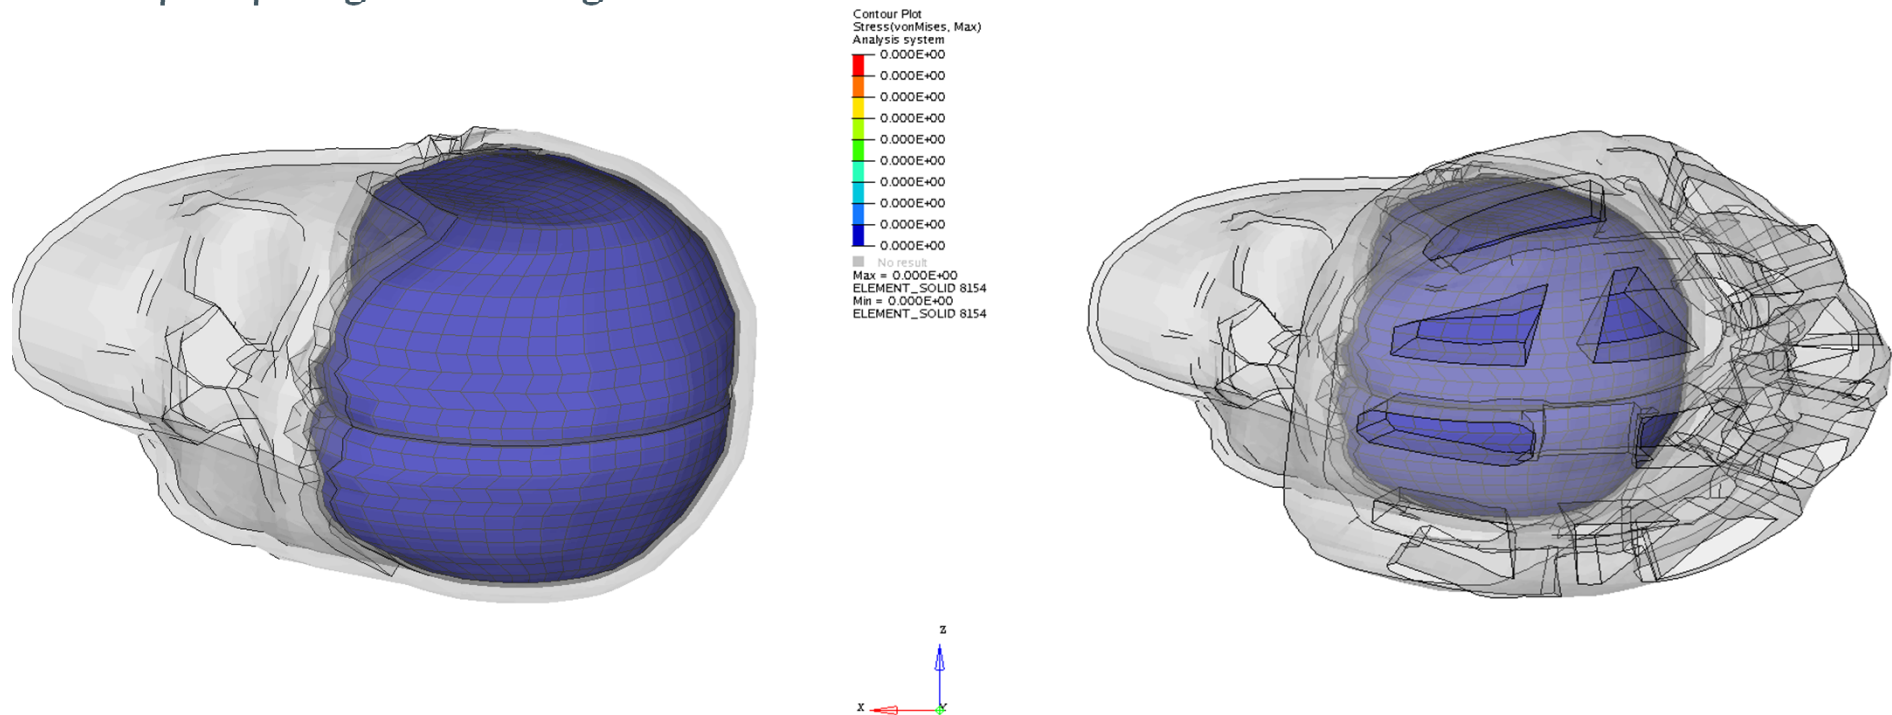 Contour Plot
Stress(vonMises, Max)
Analysis system
0.000E+00
0.000E+00
0.000E+00
0.000E+00
0.000E+00
0.000E+00
0.000E+00
0.000E+00
0.000E+00
0.000E+00
No result
Max = 0.000E+00
ELEMENT_SOLID 8154
Min = 0.000E+00
ELEMENT_SOLID 8154
Z
X
Y